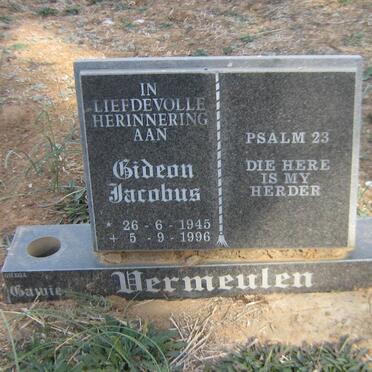 IN
LIEFDEVOLLE
HERINNERING
AAN
Gideon
Jacobus
* 26 - 6 - 1945
+ 5 - 9 - 1996
PSALM 23
DIE HERE
IS MY
HERDER
Gawie
Vermeulen